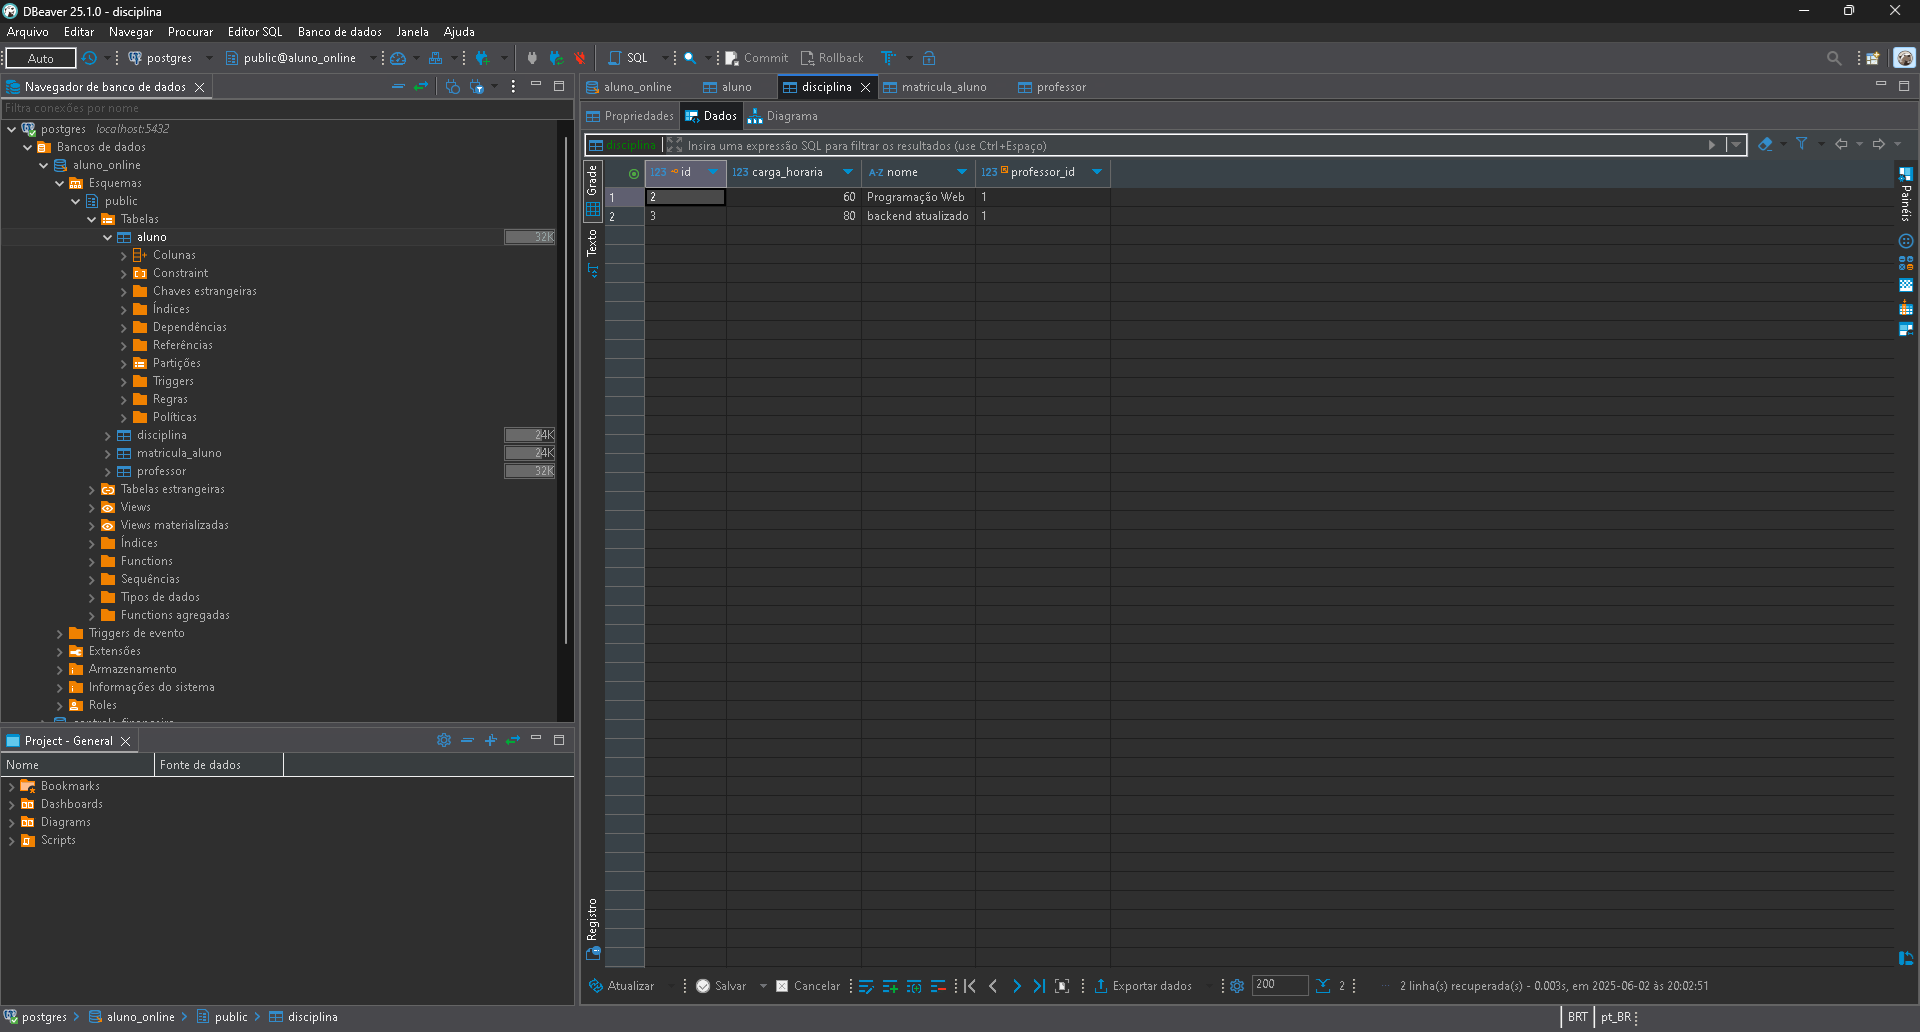 DBeaver 25.1.0 - disciplina
Arquivo Editar Navegar Procurar Editor SQL Banco de dados Janela Ajuda
Auto postgres public@aluno_online SQL Commit Rollback
Navegador de banco de dados
Filtra conexões por nome
postgres localhost:5432
Bancos de dados
aluno_online
Esquemas
public
Tabelas
aluno 32K
Colunas
Constraint
Chaves estrangeiras
Índices
Dependências
Referências
Partições
Triggers
Regras
Políticas
disciplina 24K
matricula_aluno 24K
professor 32K
Tabelas estrangeiras
Views
Views materializadas
Índices
Functions
Sequências
Tipos de dados
Functions agregadas
Triggers de evento
Extensões
Armazenamento
Informações do sistema
Roles
Project - General
Nome Fonte de dados
Bookmarks
Dashboards
Diagrams
Scripts
aluno_online aluno disciplina matricula_aluno professor
Propriedades Dados Diagrama
disciplina Insira uma expressão SQL para filtrar os resultados (use Ctrl+Espaço)
Grade
Texto
Registro
123 id 123 carga_horaria A-Z nome 123 professor_id
1 2 60 Programação Web 1
2 3 80 backend atualizado 1
Painéis
Atualizar Salvar Cancelar Exportar dados 200 2 2 linha(s) recuperada(s) - 0.003s, em 2025-06-02 às 20:02:51
postgres aluno_online public disciplina BRT pt_BR